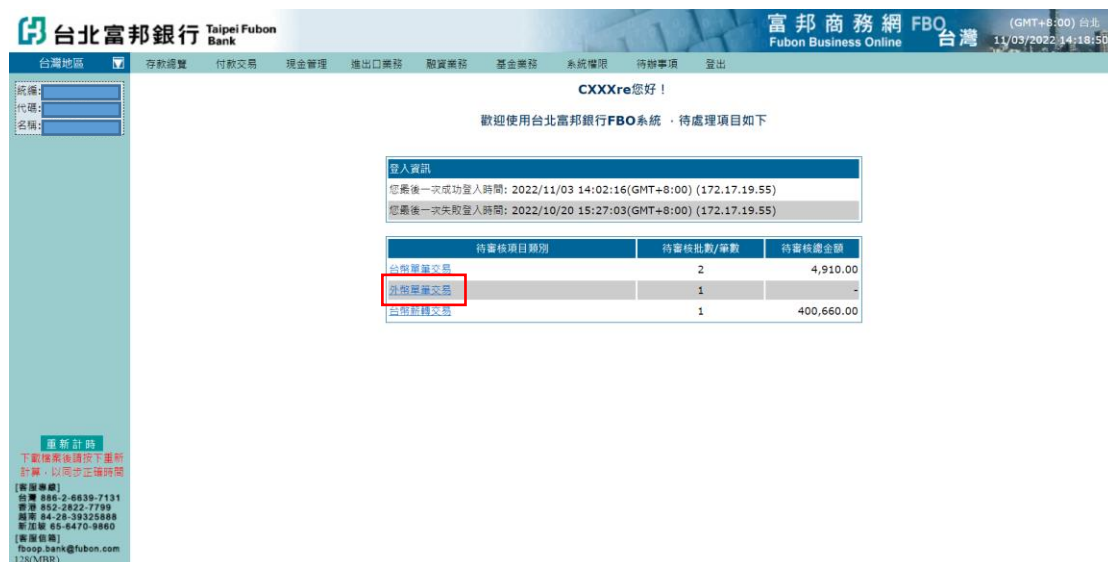 台北富邦銀行 Taipei Fubon Bank
富邦商務網 FBO台灣
Fubon Business Online
(GMT+8:00) 台北
11/03/2022 14:18:50
台灣地區 存款總覽 付款交易 現金管理 進出口業務 融資業務 基金業務 系統權限 待辦事項 登出
統編:
代碼:
名稱:
CXXXre您好！
歡迎使用台北富邦銀行FBO系統 ，待處理項目如下
登入資訊
您最後一次成功登入時間: 2022/11/03 14:02:16(GMT+8:00) (172.17.19.55)
您最後一次失敗登入時間: 2022/10/20 15:27:03(GMT+8:00) (172.17.19.55)
待審核項目類別 待審核批數/筆數 待審核總金額
台幣單筆交易 2 4,910.00
外幣單筆交易 1 -
台幣薪轉交易 1 400,660.00
重新計時
下載檔案後請按下重新
計算，以同步正確時間
[客服專線]
台灣 886-2-6639-7131
香港 852-2822-7799
越南 84-28-39325888
新加坡 65-6470-9860
[客服信箱]
fboop.bank@fubon.com
128(MBR)